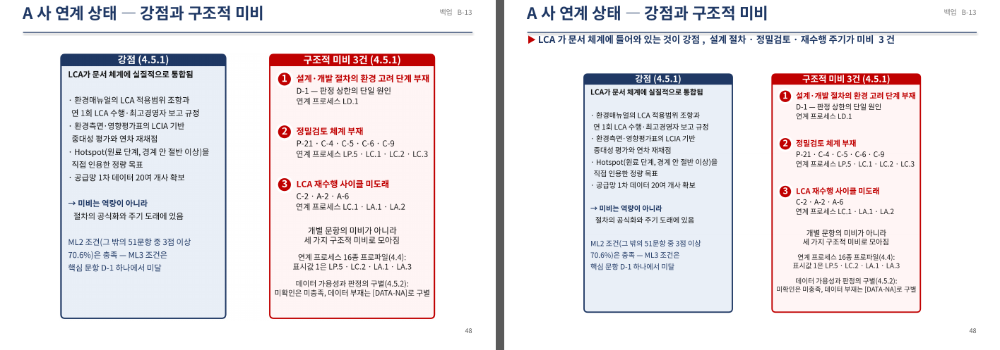 A 사 연계 상태 — 강점과 구조적 미비
백업 B-13
강점 (4.5.1)
LCA가 문서 체계에 실질적으로 통합됨
· 환경매뉴얼의 LCA 적용범위 조항과
연 1회 LCA 수행·최고경영자 보고 규정
· 환경측면·영향평가표의 LCIA 기반
중대성 평가와 연차 재채점
· Hotspot(원료 단계, 경계 안 절반 이상)을
직접 인용한 정량 목표
· 공급망 1차 데이터 20여 개사 확보
→ 미비는 역량이 아니라
절차의 공식화와 주기 도래에 있음
ML2 조건(그 밖의 51문항 중 3점 이상
70.6%)은 충족 — ML3 조건은
핵심 문항 D-1 하나에서 미달
구조적 미비 3건 (4.5.1)
1 설계·개발 절차의 환경 고려 단계 부재
D-1 — 판정 상한의 단일 원인
연계 프로세스 LD.1
2 정밀검토 체계 부재
P-21 · C-4 · C-5 · C-6 · C-9
연계 프로세스 LP.5 · LC.1 · LC.2 · LC.3
3 LCA 재수행 사이클 미도래
C-2 · A-2 · A-6
연계 프로세스 LC.1 · LA.1 · LA.2
개별 문항의 미비가 아니라
세 가지 구조적 미비로 모아짐
연계 프로세스 16종 프로파일(4.4):
표시값 1은 LP.5 · LC.2 · LA.1 · LA.3
데이터 가용성과 판정의 구별(4.5.2):
미확인은 미충족, 데이터 부재는 [DATA-NA]로 구별
48
A 사 연계 상태 — 강점과 구조적 미비
백업 B-13
▶ LCA 가 문서 체계에 들어와 있는 것이 강점 , 설계 절차 · 정밀검토 · 재수행 주기가 미비 3 건
강점 (4.5.1)
LCA가 문서 체계에 실질적으로 통합됨
· 환경매뉴얼의 LCA 적용범위 조항과
연 1회 LCA 수행·최고경영자 보고 규정
· 환경측면·영향평가표의 LCIA 기반
중대성 평가와 연차 재채점
· Hotspot(원료 단계, 경계 안 절반 이상)을
직접 인용한 정량 목표
· 공급망 1차 데이터 20여 개사 확보
→ 미비는 역량이 아니라
절차의 공식화와 주기 도래에 있음
ML2 조건(그 밖의 51문항 중 3점 이상
70.6%)은 충족 — ML3 조건은
핵심 문항 D-1 하나에서 미달
구조적 미비 3건 (4.5.1)
1 설계·개발 절차의 환경 고려 단계 부재
D-1 — 판정 상한의 단일 원인
연계 프로세스 LD.1
2 정밀검토 체계 부재
P-21 · C-4 · C-5 · C-6 · C-9
연계 프로세스 LP.5 · LC.1 · LC.2 · LC.3
3 LCA 재수행 사이클 미도래
C-2 · A-2 · A-6
연계 프로세스 LC.1 · LA.1 · LA.2
개별 문항의 미비가 아니라
세 가지 구조적 미비로 모아짐
연계 프로세스 16종 프로파일(4.4):
표시값 1은 LP.5 · LC.2 · LA.1 · LA.3
데이터 가용성과 판정의 구별(4.5.2):
미확인은 미충족, 데이터 부재는 [DATA-NA]로 구별
48